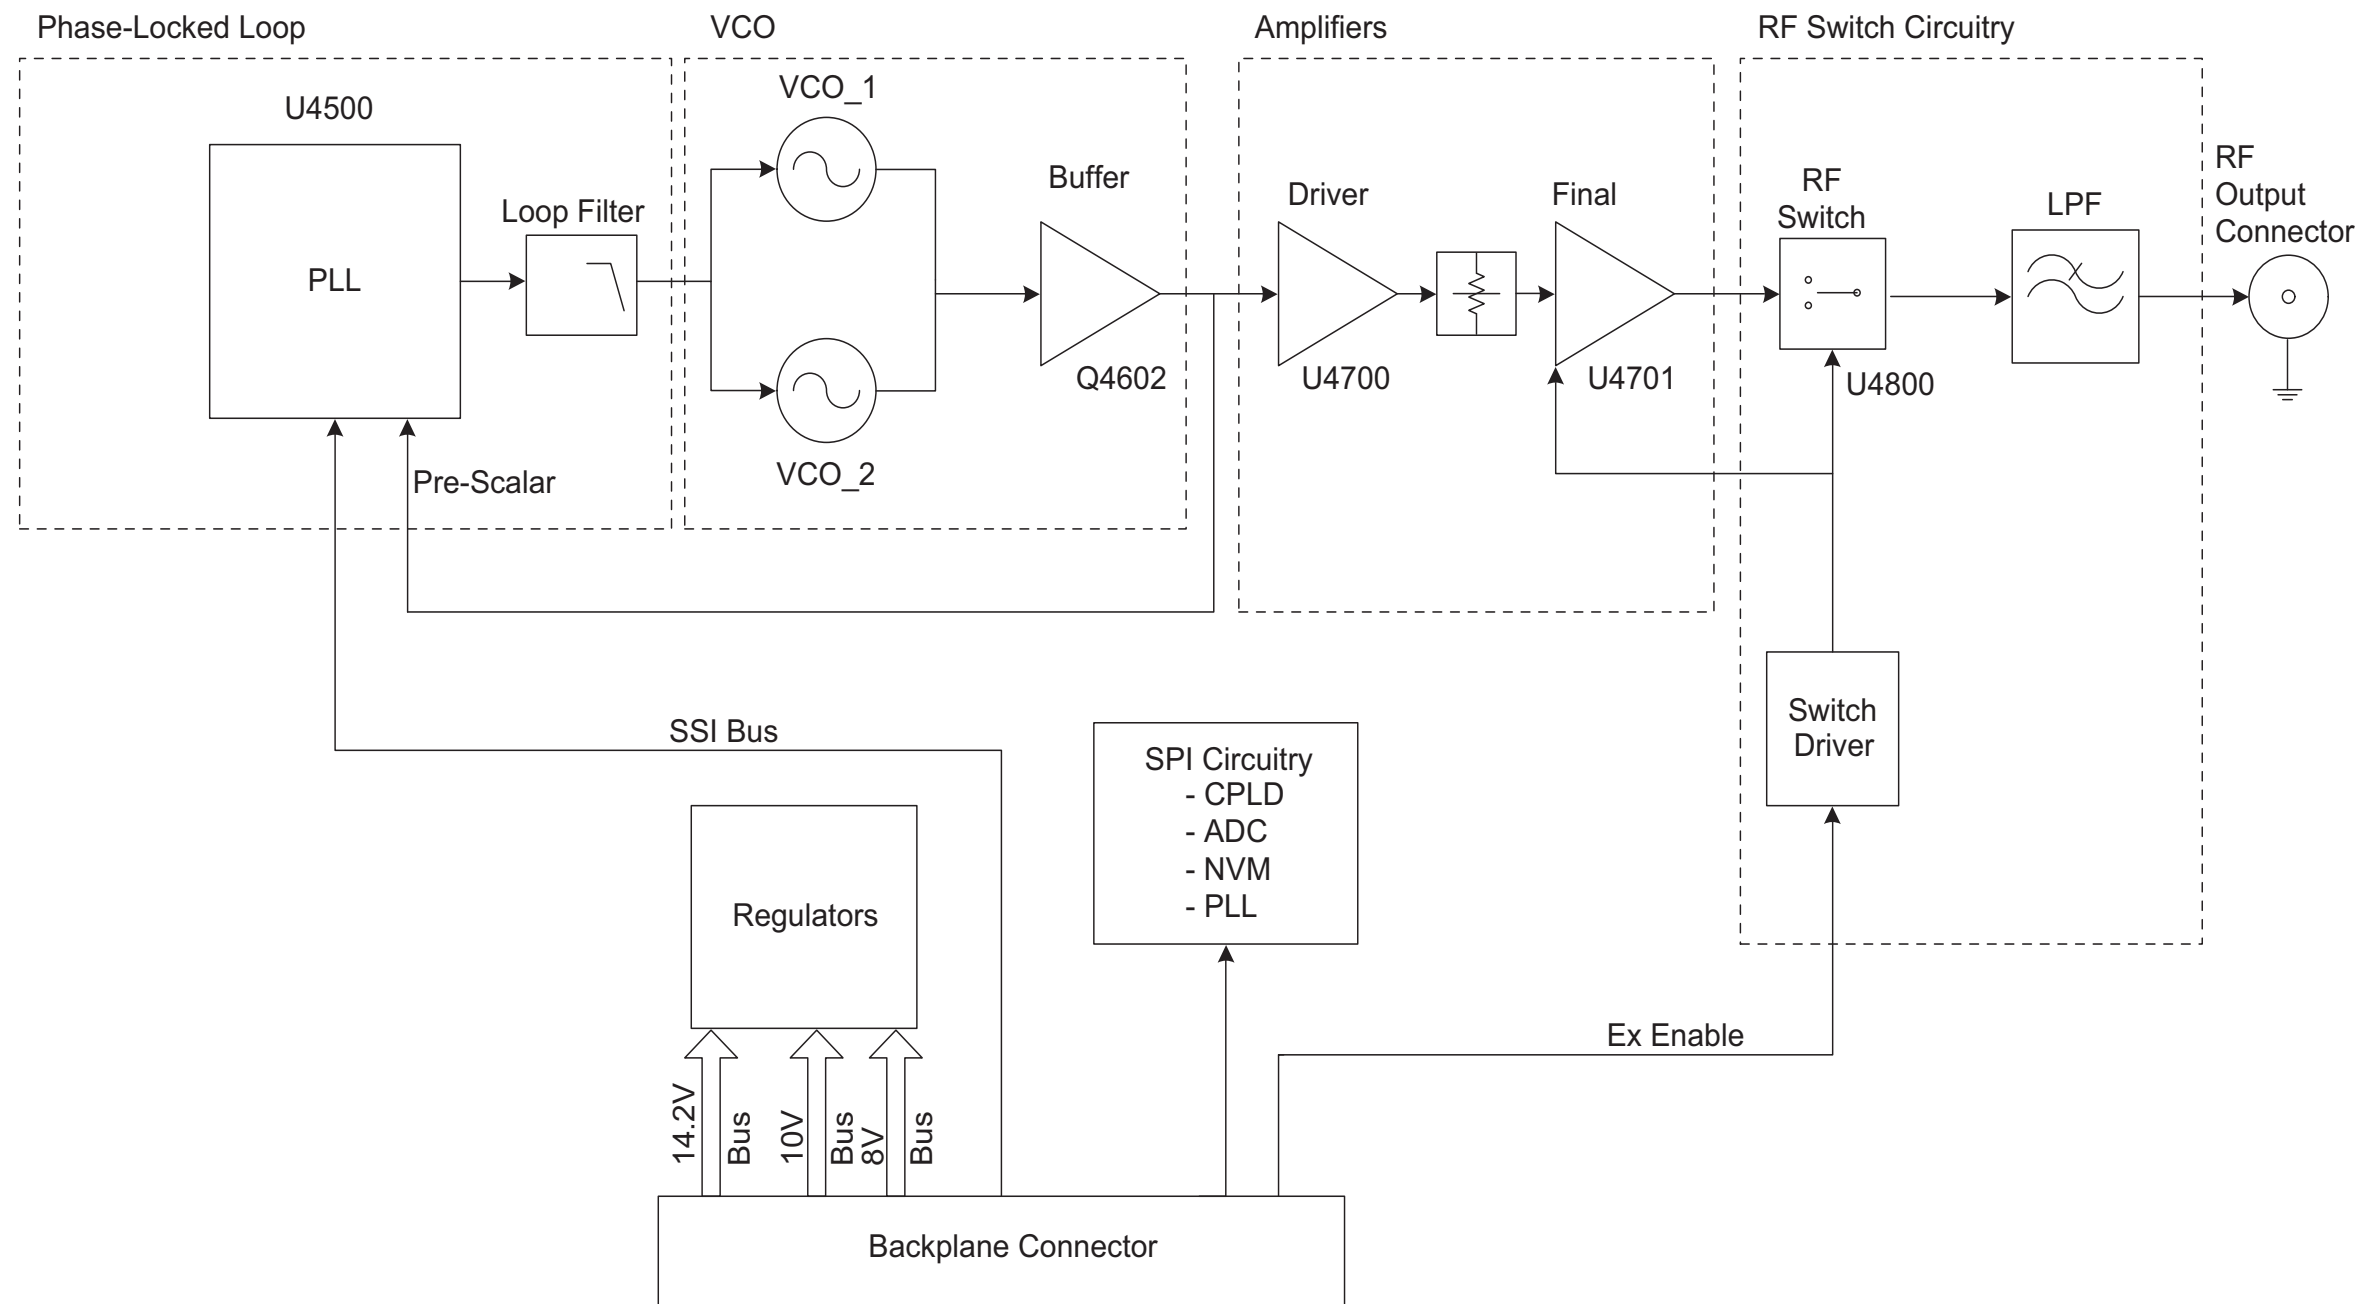 Phase-Locked Loop
VCO
Amplifiers
RF Switch Circuitry
U4500
PLL
Loop Filter
Pre-Scalar
VCO_1
VCO_2
Buffer
Q4602
Driver
U4700
Final
U4701
RF
Switch
U4800
LPF
RF
Output
Connector
Switch
Driver
SSI Bus
SPI Circuitry
- CPLD
- ADC
- NVM
- PLL
Regulators
Ex Enable
14.2V
Bus
10V
Bus
8V
Bus
Backplane Connector